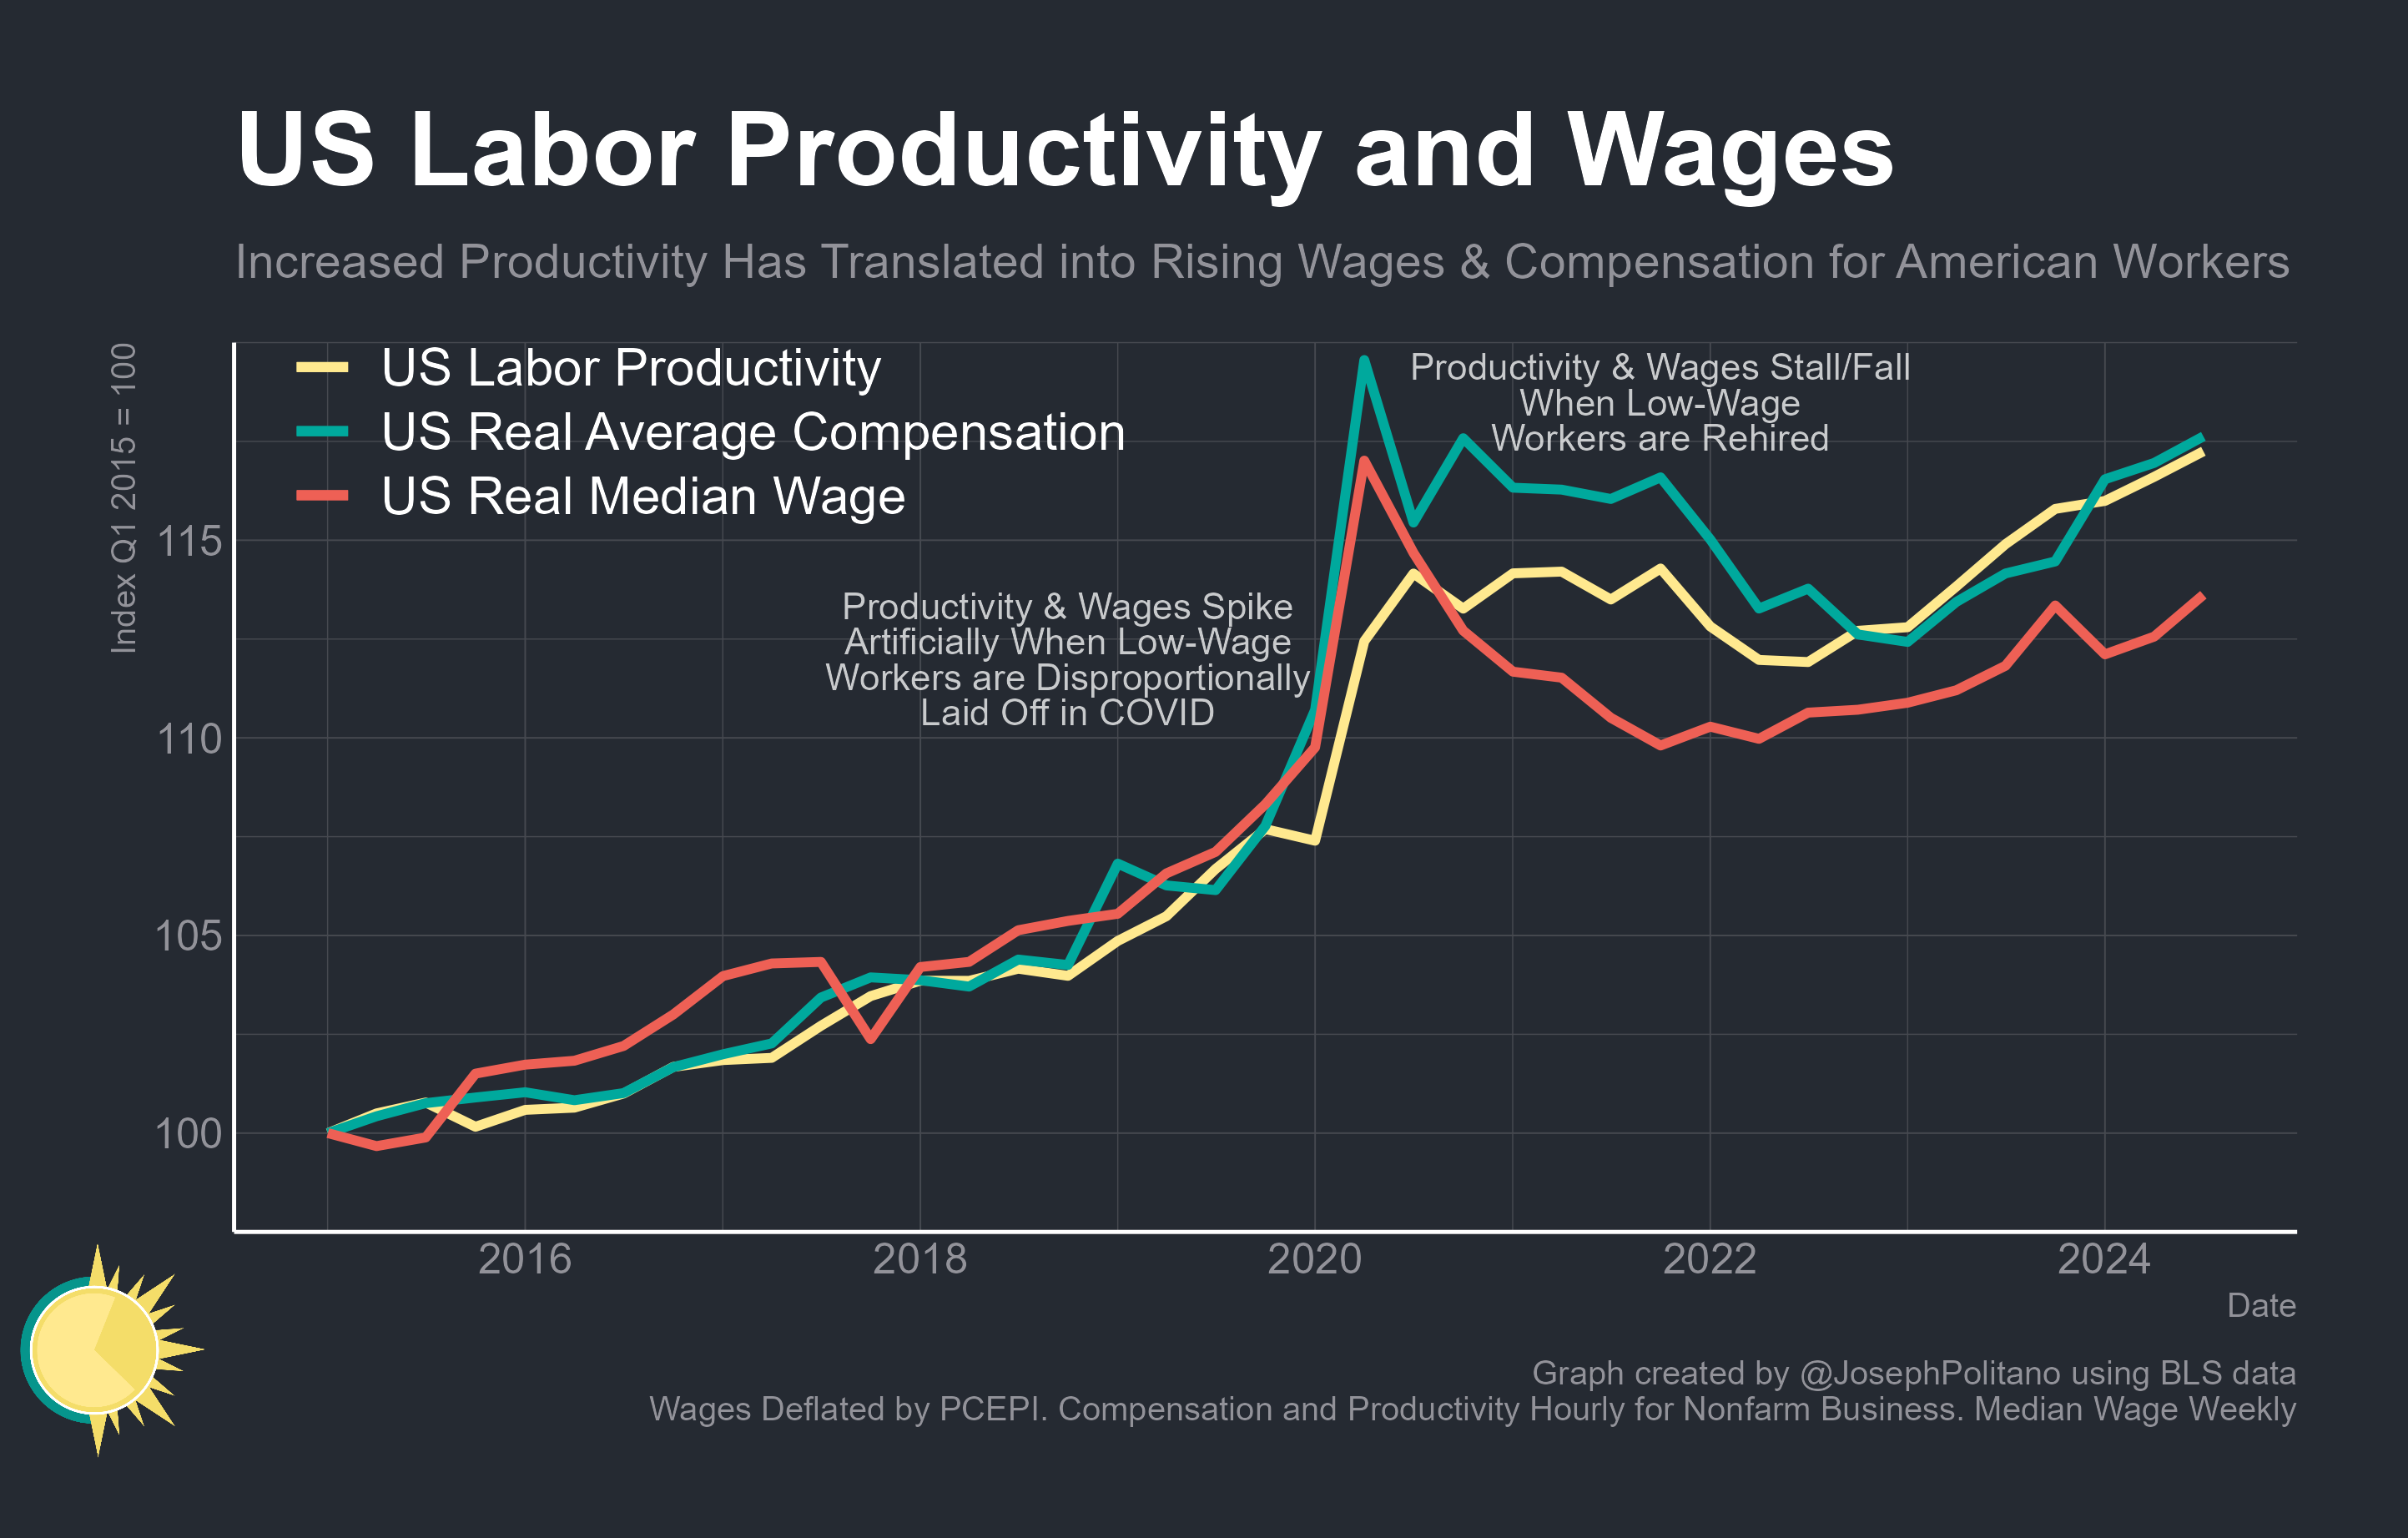 US Labor Productivity and Wages
Increased Productivity Has Translated into Rising Wages & Compensation for American Workers
Index Q1 2015 = 100
US Labor Productivity
US Real Average Compensation
US Real Median Wage
Productivity & Wages Stall/Fall
When Low-Wage
Workers are Rehired
Productivity & Wages Spike
Artificially When Low-Wage
Workers are Disproportionally
Laid Off in COVID
115
110
105
100
2016 2018 2020 2022 2024
Date
Graph created by @JosephPolitano using BLS data
Wages Deflated by PCEPI. Compensation and Productivity Hourly for Nonfarm Business. Median Wage Weekly